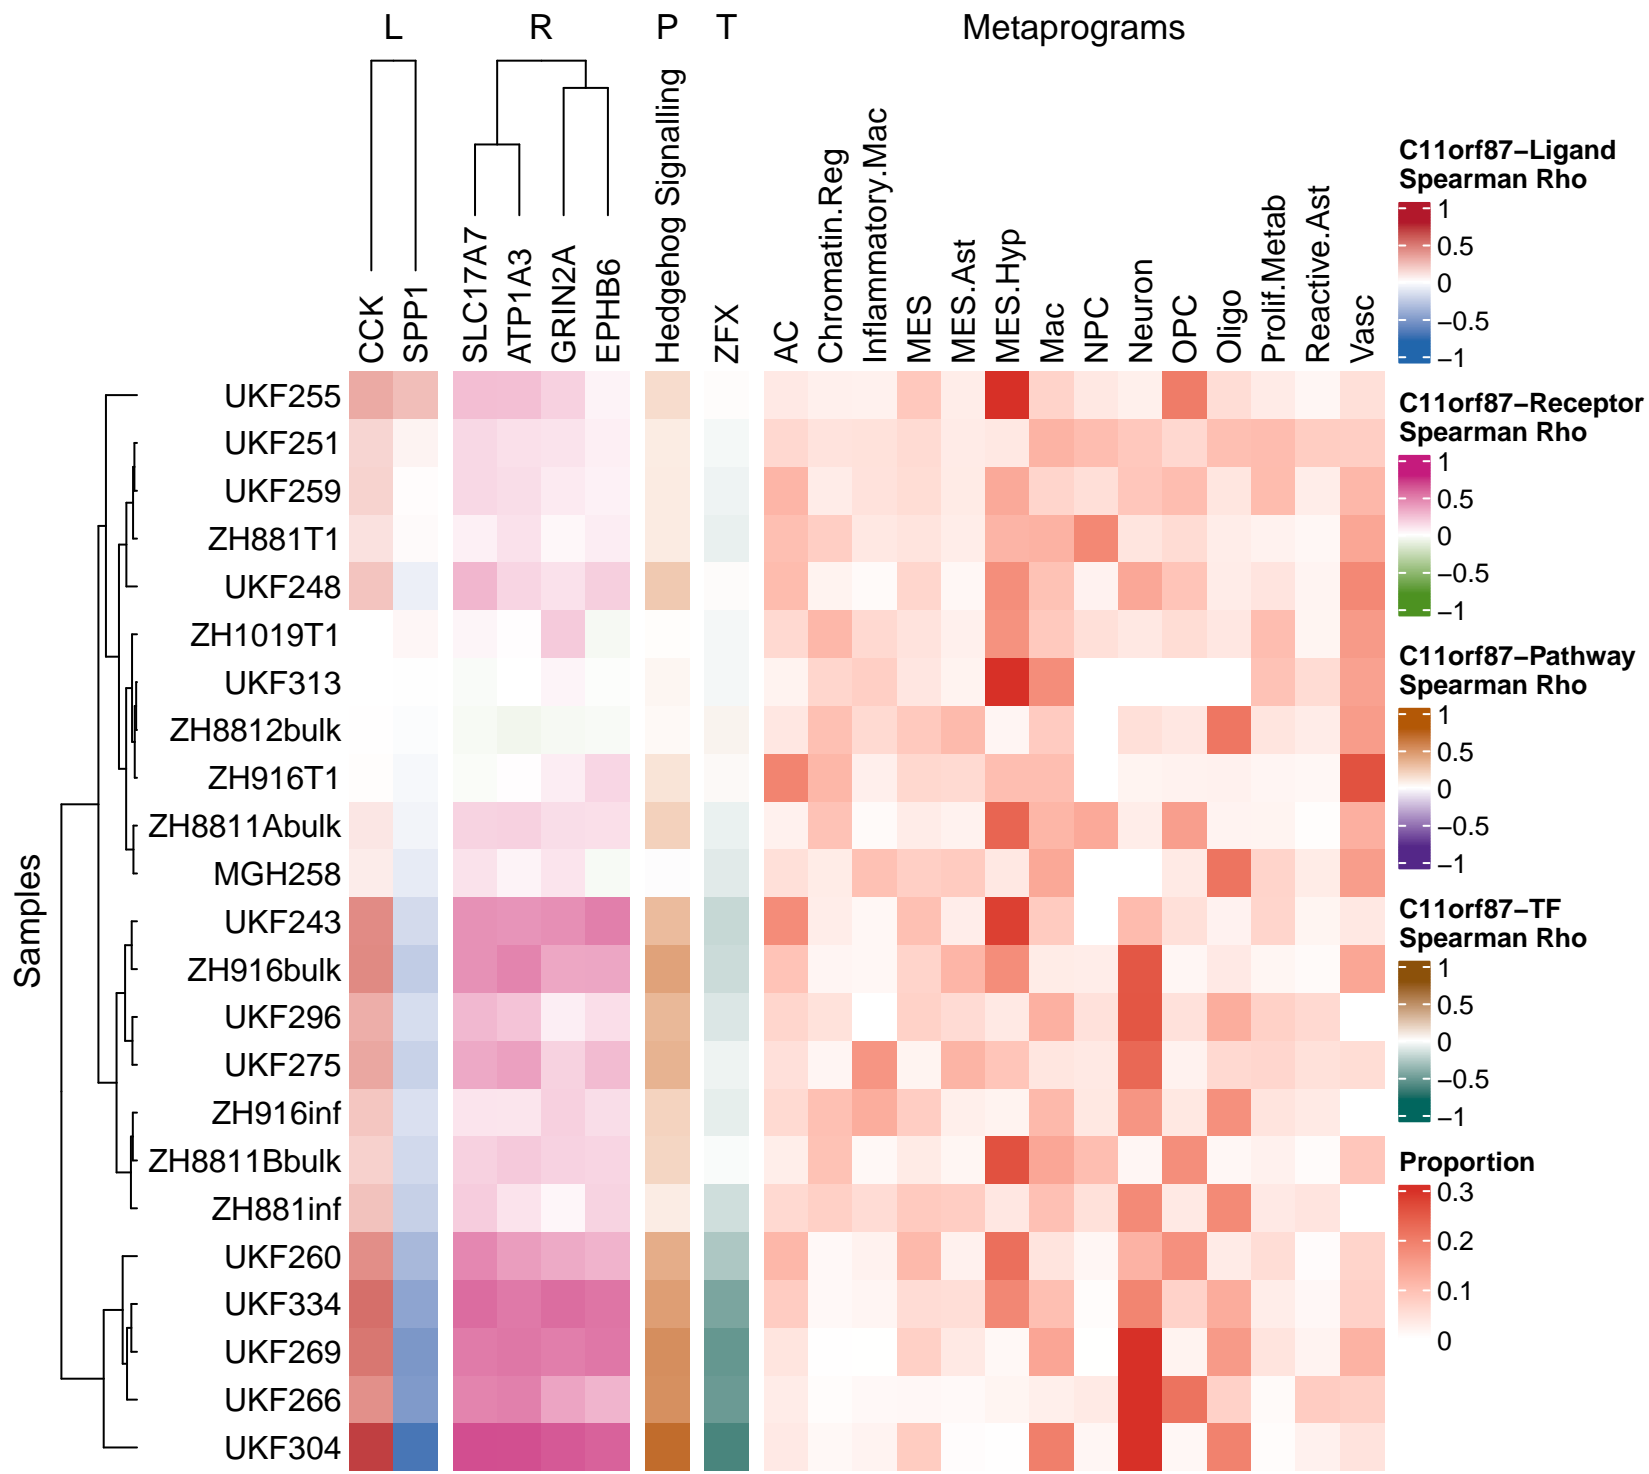 L R P T Metaprograms
CCK
SPP1
SLC17A7
ATP1A3
GRIN2A
EPHB6
Hedgehog Signalling
ZFX
AC
Chromatin.Reg
Inflammatory.Mac
MES
MES.Ast
MES.Hyp
Mac
NPC
Neuron
OPC
Oligo
Prolif.Metab
Reactive.Ast
Vasc
Samples
UKF255
UKF251
UKF259
ZH881T1
UKF248
ZH1019T1
UKF313
ZH8812bulk
ZH916T1
ZH8811Abulk
MGH258
UKF243
ZH916bulk
UKF296
UKF275
ZH916inf
ZH8811Bbulk
ZH881inf
UKF260
UKF334
UKF269
UKF266
UKF304
C11orf87−Ligand
Spearman Rho
1
0.5
0
−0.5
−1
C11orf87−Receptor
Spearman Rho
1
0.5
0
−0.5
−1
C11orf87−Pathway
Spearman Rho
1
0.5
0
−0.5
−1
C11orf87−TF
Spearman Rho
1
0.5
0
−0.5
−1
Proportion
0.3
0.2
0.1
0